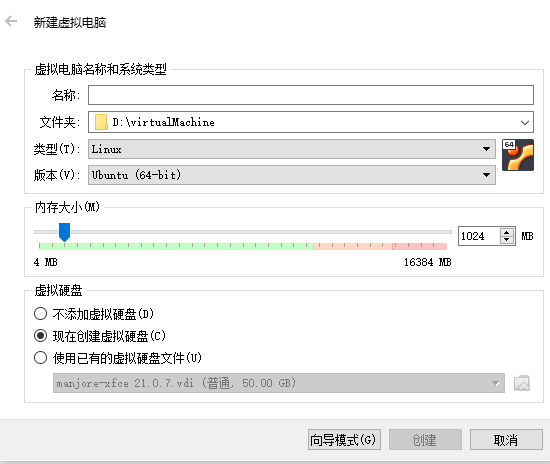 新建虚拟电脑
虚拟电脑名称和系统类型
名称:
文件夹: D:\virtualMachine
类型(T): Linux
64
版本(V): Ubuntu (64-bit)
内存大小(M)
1024 MB
4 MB 16384 MB
虚拟硬盘
不添加虚拟硬盘(D)
现在创建虚拟硬盘(C)
使用已有的虚拟硬盘文件(U)
manjore-xfce 21.0.7.vdi (普通, 50.00 GB)
向导模式(G) 创建 取消